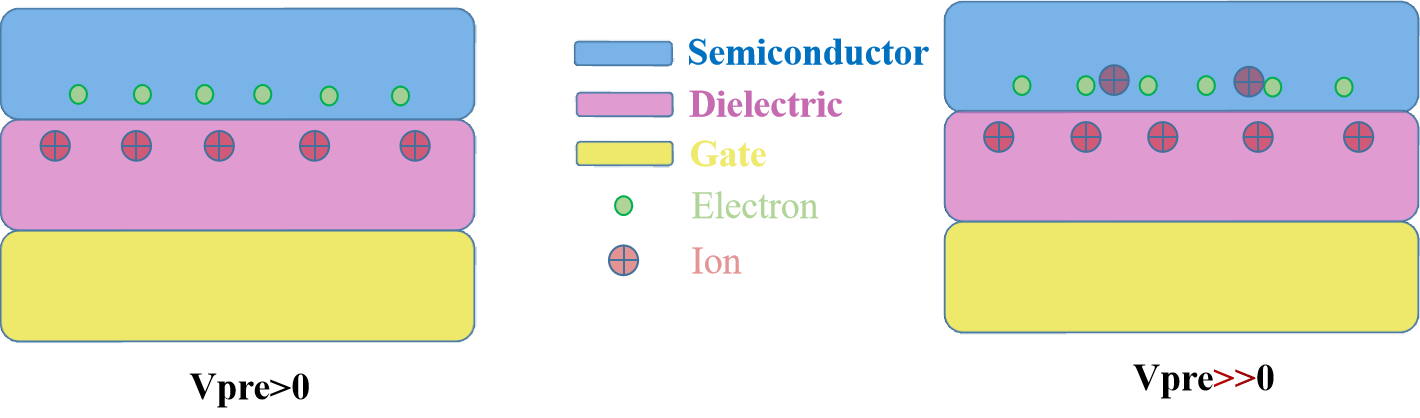 Semiconductor
Dielectric
Gate
Electron
Ion
Vpre>0
Vpre>>0